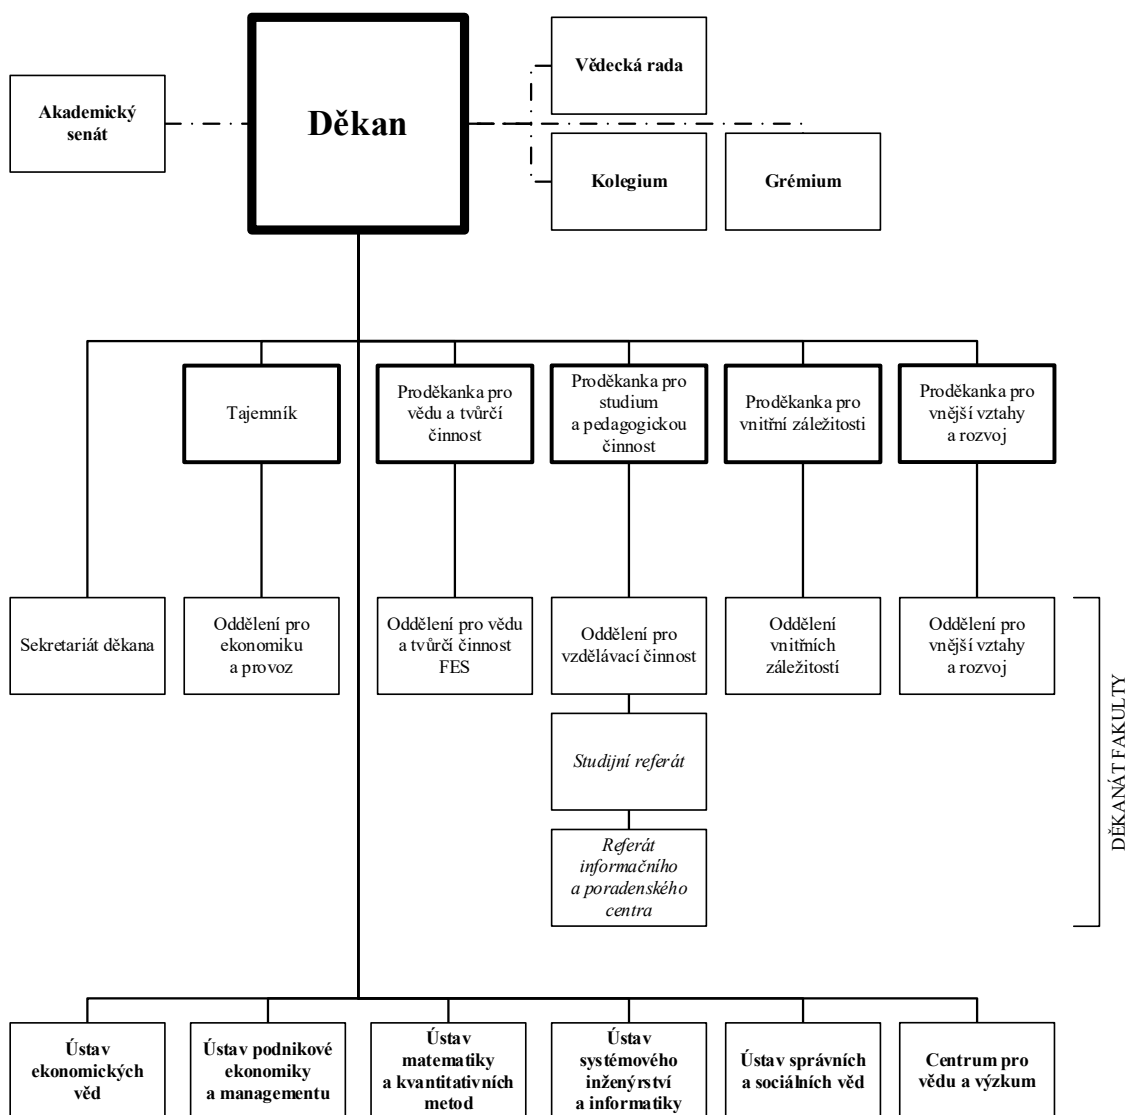 Vědecká rada
Akademický
senát
Děkan
Kolegium
Grémium
Tajemník
Proděkanka pro
vědu a tvůrčí
činnost
Proděkanka pro
studium
a pedagogickou
činnost
Proděkanka pro
vnitřní záležitosti
Proděkanka pro
vnější vztahy
a rozvoj
Sekretariát děkana
Oddělení pro
ekonomiku
a provoz
Oddělení pro vědu
a tvůrčí činnost
FES
Oddělení pro
vzdělávací činnost
Oddělení
vnitřních
záležitostí
Oddělení pro
vnější vztahy
a rozvoj
Studijní referát
Referát
informačního
a poradenského
centra
DĚKANÁT FAKULTY
Ústav
ekonomických
věd
Ústav podnikové
ekonomiky
a managementu
Ústav
matematiky
a kvantitativních
metod
Ústav
systémového
inženýrství
a informatiky
Ústav správních
a sociálních věd
Centrum pro
vědu a výzkum